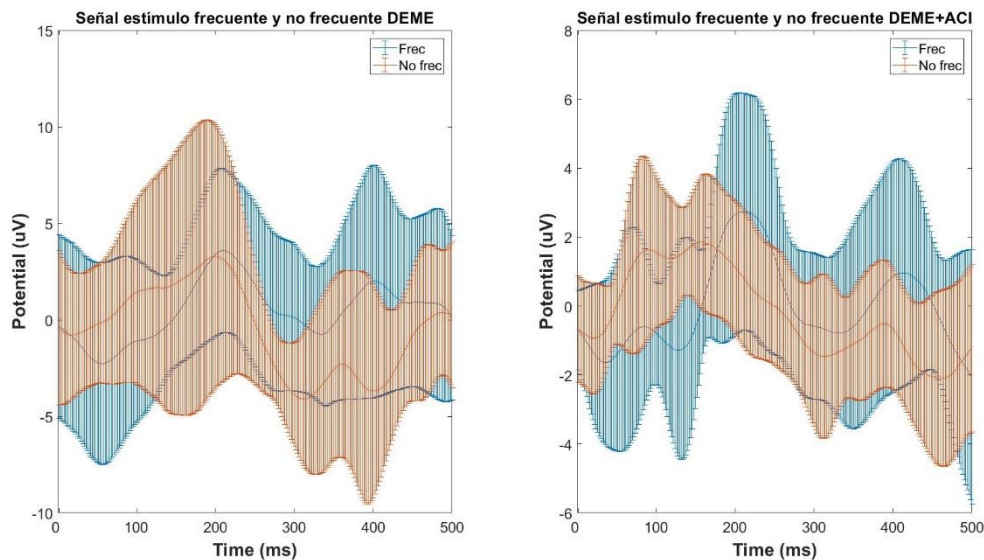 Señal estimulo frecuente y no frecuente DEME
Frec
No frec
15
10
5
0
-5
-10
Potential (uV)
0
100
200
300
400
500
Time (ms)
Señal estimulo frecuente y no frecuente DEME+ACI
Frec
No frec
8
6
4
2
0
-2
-4
-6
Potential (uV)
0
100
200
300
400
500
Time (ms)